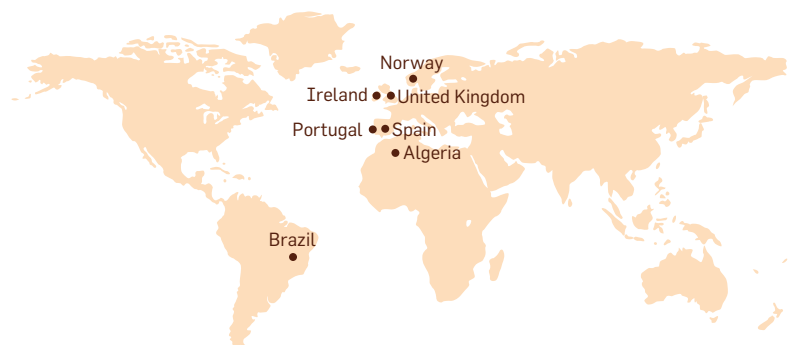 Norway
Ireland
United Kingdom
Portugal
Spain
Algeria
Brazil